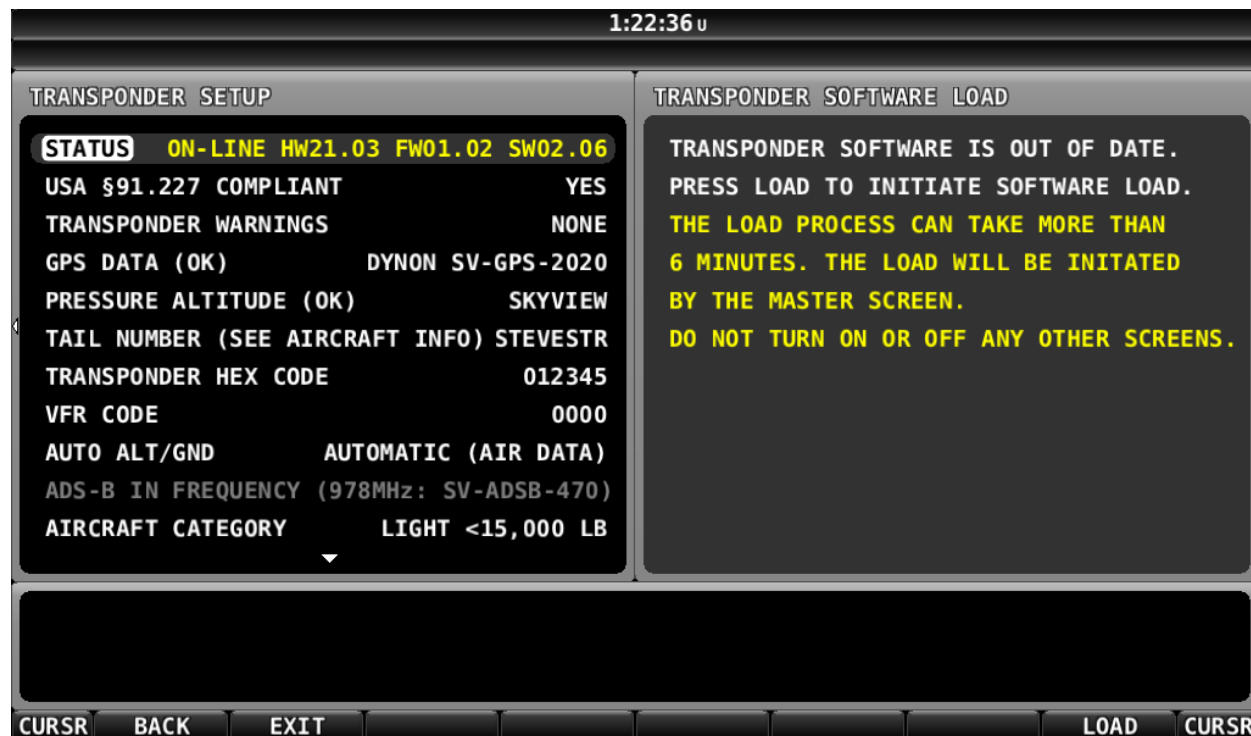 1:22:36 U
TRANSPONDER SETUP
STATUS ON-LINE HW21.03 FW01.02 SW02.06
USA §91.227 COMPLIANT YES
TRANSPONDER WARNINGS NONE
GPS DATA (OK) DYNON SV-GPS-2020
PRESSURE ALTITUDE (OK) SKYVIEW
TAIL NUMBER (SEE AIRCRAFT INFO) STEVESTR
TRANSPONDER HEX CODE 012345
VFR CODE 0000
AUTO ALT/GND AUTOMATIC (AIR DATA)
ADS-B IN FREQUENCY (978MHz: SV-ADSB-470)
AIRCRAFT CATEGORY LIGHT <15,000 LB
TRANSPONDER SOFTWARE LOAD
TRANSPONDER SOFTWARE IS OUT OF DATE.
PRESS LOAD TO INITIATE SOFTWARE LOAD.
THE LOAD PROCESS CAN TAKE MORE THAN
6 MINUTES. THE LOAD WILL BE INITATED
BY THE MASTER SCREEN.
DO NOT TURN ON OR OFF ANY OTHER SCREENS.
CURSR BACK EXIT LOAD CURSR